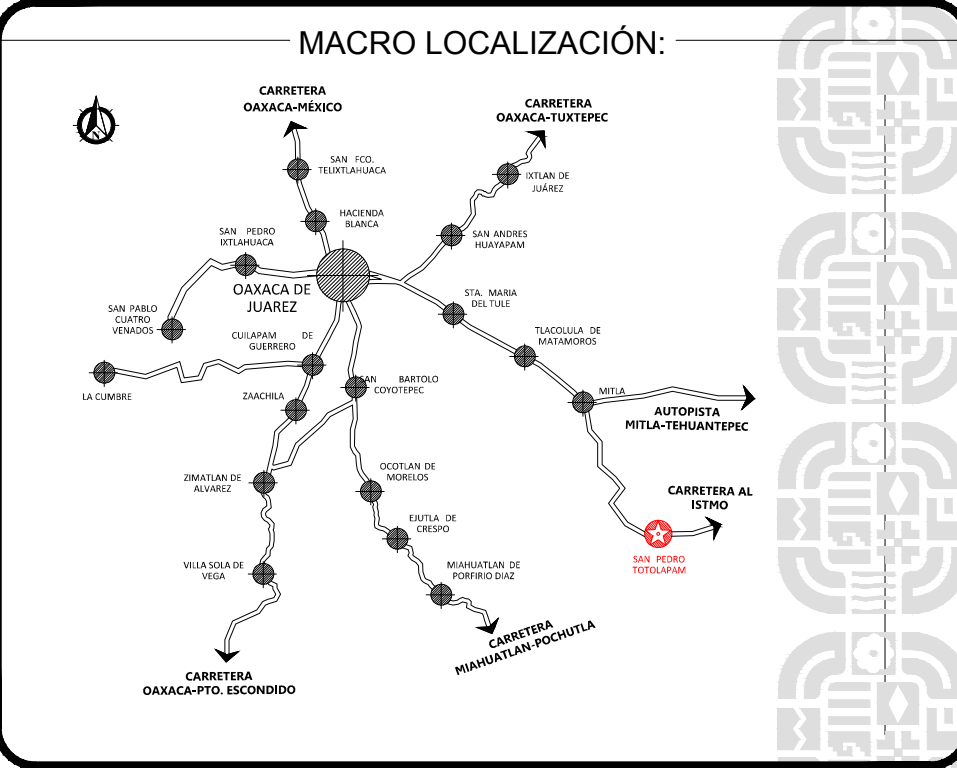 MACRO LOCALIZACIÓN:
CARRETERA
OAXACA-MÉXICO
CARRETERA
OAXACA-TUXTEPEC
N
SAN FCO.
TELIXTLAHUACA
IXTLAN DE
JUÁREZ
HACIENDA
BLANCA
SAN PEDRO
IXTLAHUACA
SAN ANDRES
HUAYAPAM
OAXACA DE
JUAREZ
STA. MARIA
DEL TULE
SAN PABLO
CUATRO
VENADOS
CUILAPAM DE
GUERRERO
TLACOLULA DE
MATAMOROS
LA CUMBRE
ZAACHILA
SAN BARTOLO
COYOTEPEC
MITLA
AUTOPISTA
MITLA-TEHUANTEPEC
ZIMATLAN DE
ALVAREZ
OCOTLAN DE
MORELOS
CARRETERA AL
ISTMO
EJUTLA DE
CRESPO
SAN PEDRO
TOTOLAPAM
VILLA SOLA DE
VEGA
MIAHUATLAN DE
PORFIRIO DIAZ
CARRETERA
MIAHUATLAN-POCHUTLA
CARRETERA
OAXACA-PTO. ESCONDIDO